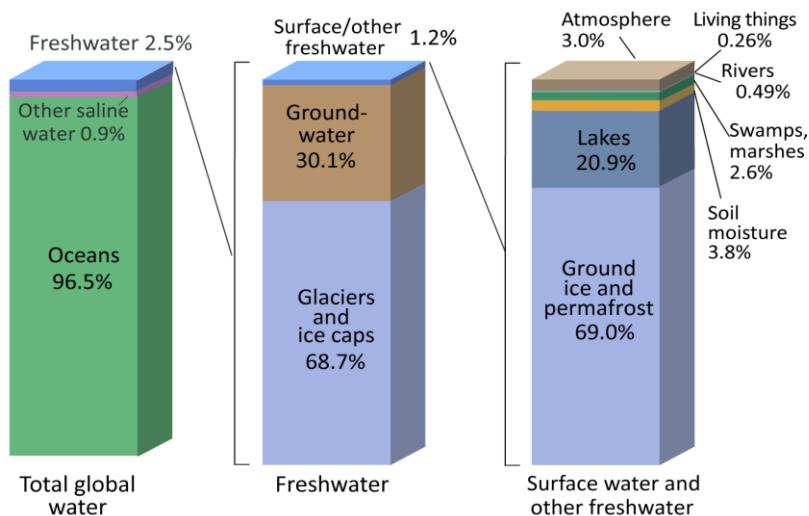 Freshwater 2.5%
Other saline
water 0.9%
Oceans
96.5%
Total global
water
Surface/other
freshwater
1.2%
Ground-
water
30.1%
Glaciers
and
ice caps
68.7%
Freshwater
Atmosphere
3.0%
Living things
0.26%
Rivers
0.49%
Swamps,
marshes
2.6%
Soil
moisture
3.8%
Lakes
20.9%
Ground
ice and
permafrost
69.0%
Surface water and
other freshwater